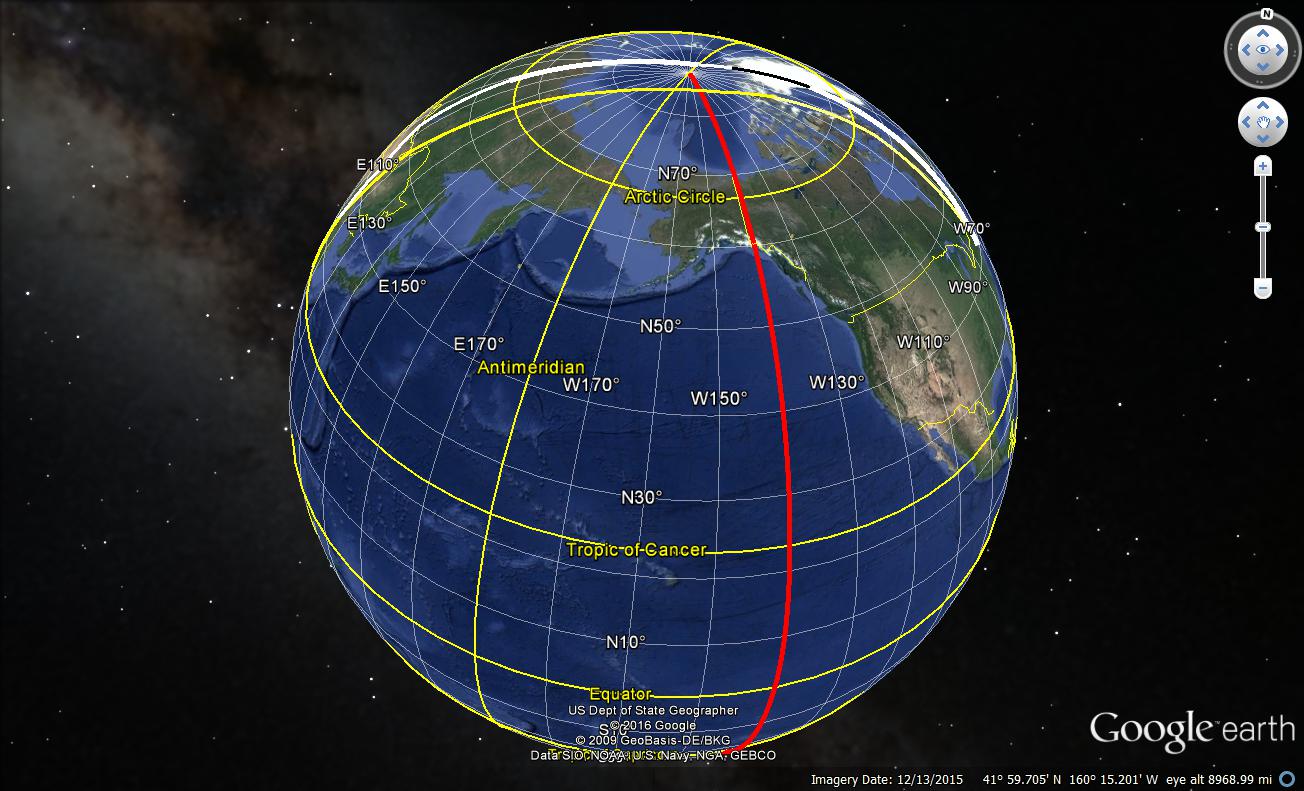 N
E110°
N70°
Arctic Circle
E130°
W70°
E150°
W90°
N50°
E170°
W110°
Antimeridian
W170°
W130°
W150°
N30°
Tropic of Cancer
N10°
Equator
US Dept of State Geographer
© 2016 Google
© 2009 GeoBasis-DE/BKG
Data SIO, NOAA, U.S. Navy, NGA, GEBCO
Google earth
Imagery Date: 12/13/2015 41° 59.705' N 160° 15.201' W eye alt 8968.99 mi